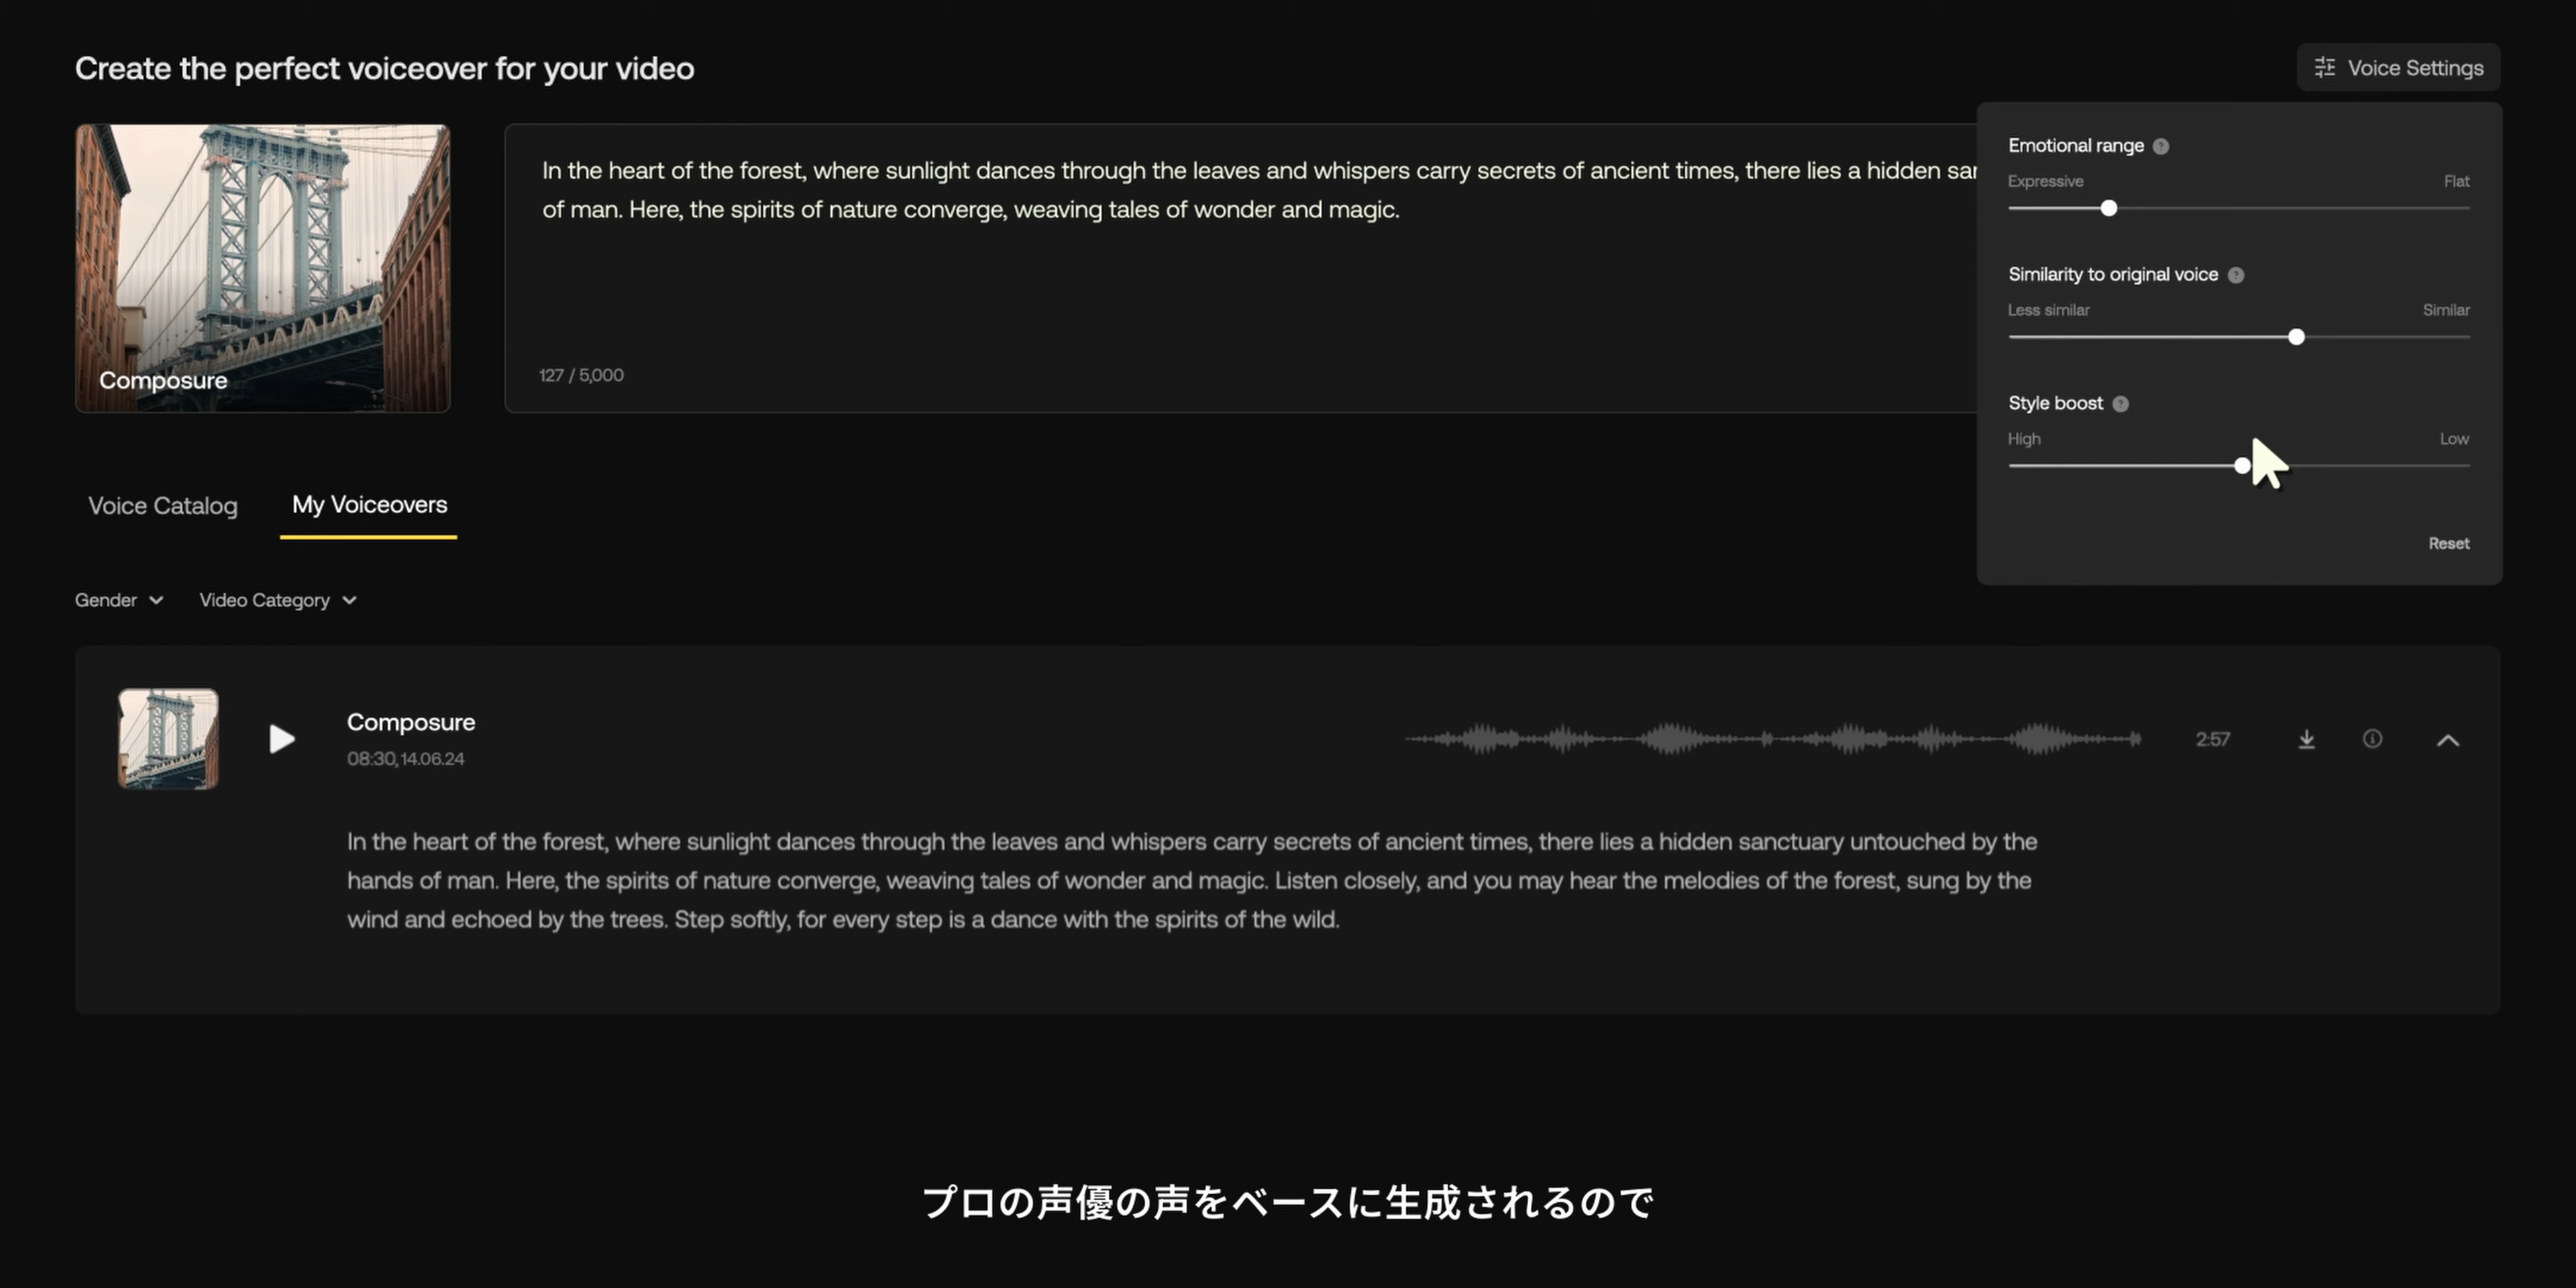 Create the perfect voiceover for your video
Voice Settings
Composure
In the heart of the forest, where sunlight dances through the leaves and whispers carry secrets of ancient times, there lies a hidden
of man. Here, the spirits of nature converge, weaving tales of wonder and magic.
127 / 5,000
Emotional range
Expressive Flat
Similarity to original voice
Less similar Similar
Style boost
High Low
Reset
Voice Catalog My Voiceovers
Gender Video Category
Composure
08:30, 14.06.24
2:57
In the heart of the forest, where sunlight dances through the leaves and whispers carry secrets of ancient times, there lies a hidden sanctuary untouched by the
hands of man. Here, the spirits of nature converge, weaving tales of wonder and magic. Listen closely, and you may hear the melodies of the forest, sung by the
wind and echoed by the trees. Step softly, for every step is a dance with the spirits of the wild.
プロの声優の声をベースに生成されるので